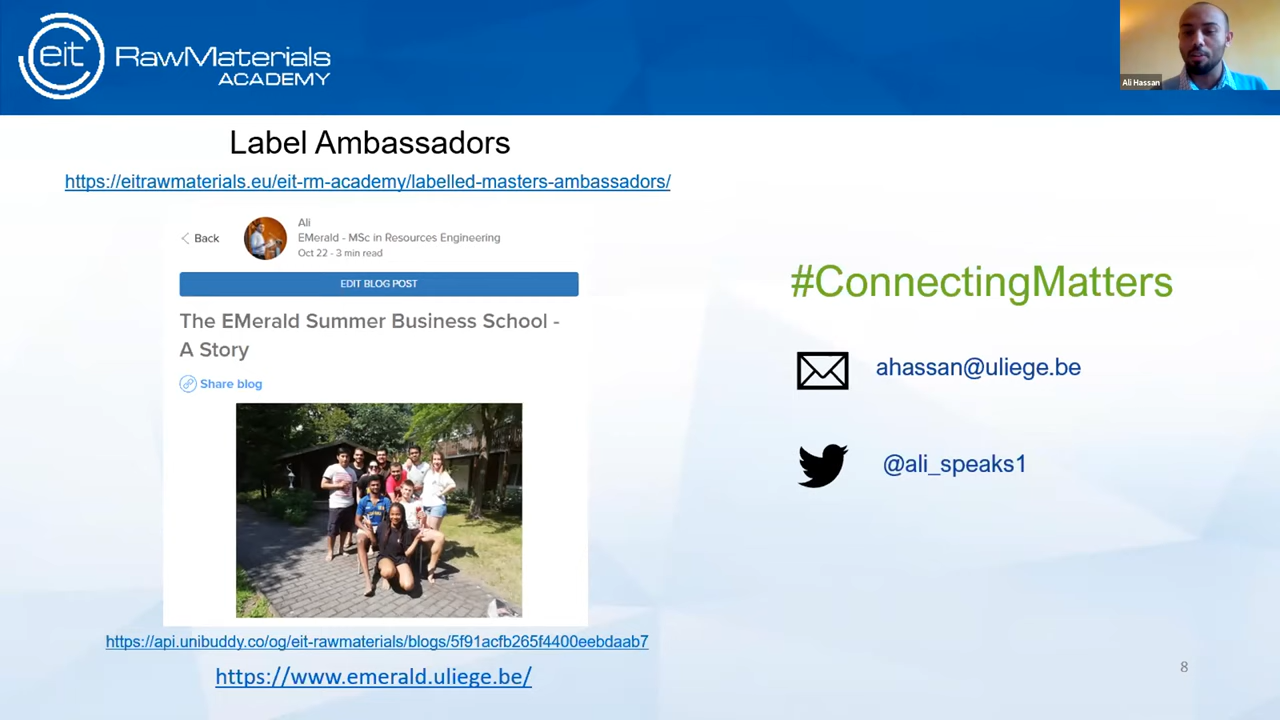 eit RawMaterials
ACADEMY
Ali Hassan
Label Ambassadors
https://eitrawmaterials.eu/eit-rm-academy/labelled-masters-ambassadors/
Back
Ali
EMerald - MSc in Resources Engineering
Oct 22 - 3 min read
EDIT BLOG POST
The EMerald Summer Business School -
A Story
Share blog
https://api.unibuddy.co/og/eit-rawmaterials/blogs/5f91acfb265f4400eebdaab7
https://www.emerald.uliege.be/
#ConnectingMatters
ahassan@uliege.be
@ali_speaks1
8